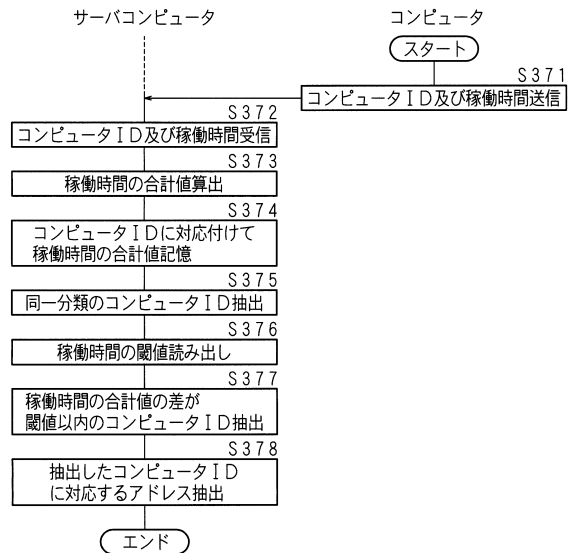 サーバコンピュータ
コンピュータ
スタート
S371
コンピュータID及び稼働時間送信
S372
コンピュータID及び稼働時間受信
S373
稼働時間の合計値算出
S374
コンピュータIDに対応付けて
稼働時間の合計値記憶
S375
同一分類のコンピュータID抽出
S376
稼働時間の閾値読み出し
S377
稼働時間の合計値の差が
閾値以内のコンピュータID抽出
S378
抽出したコンピュータID
に対応するアドレス抽出
エンド